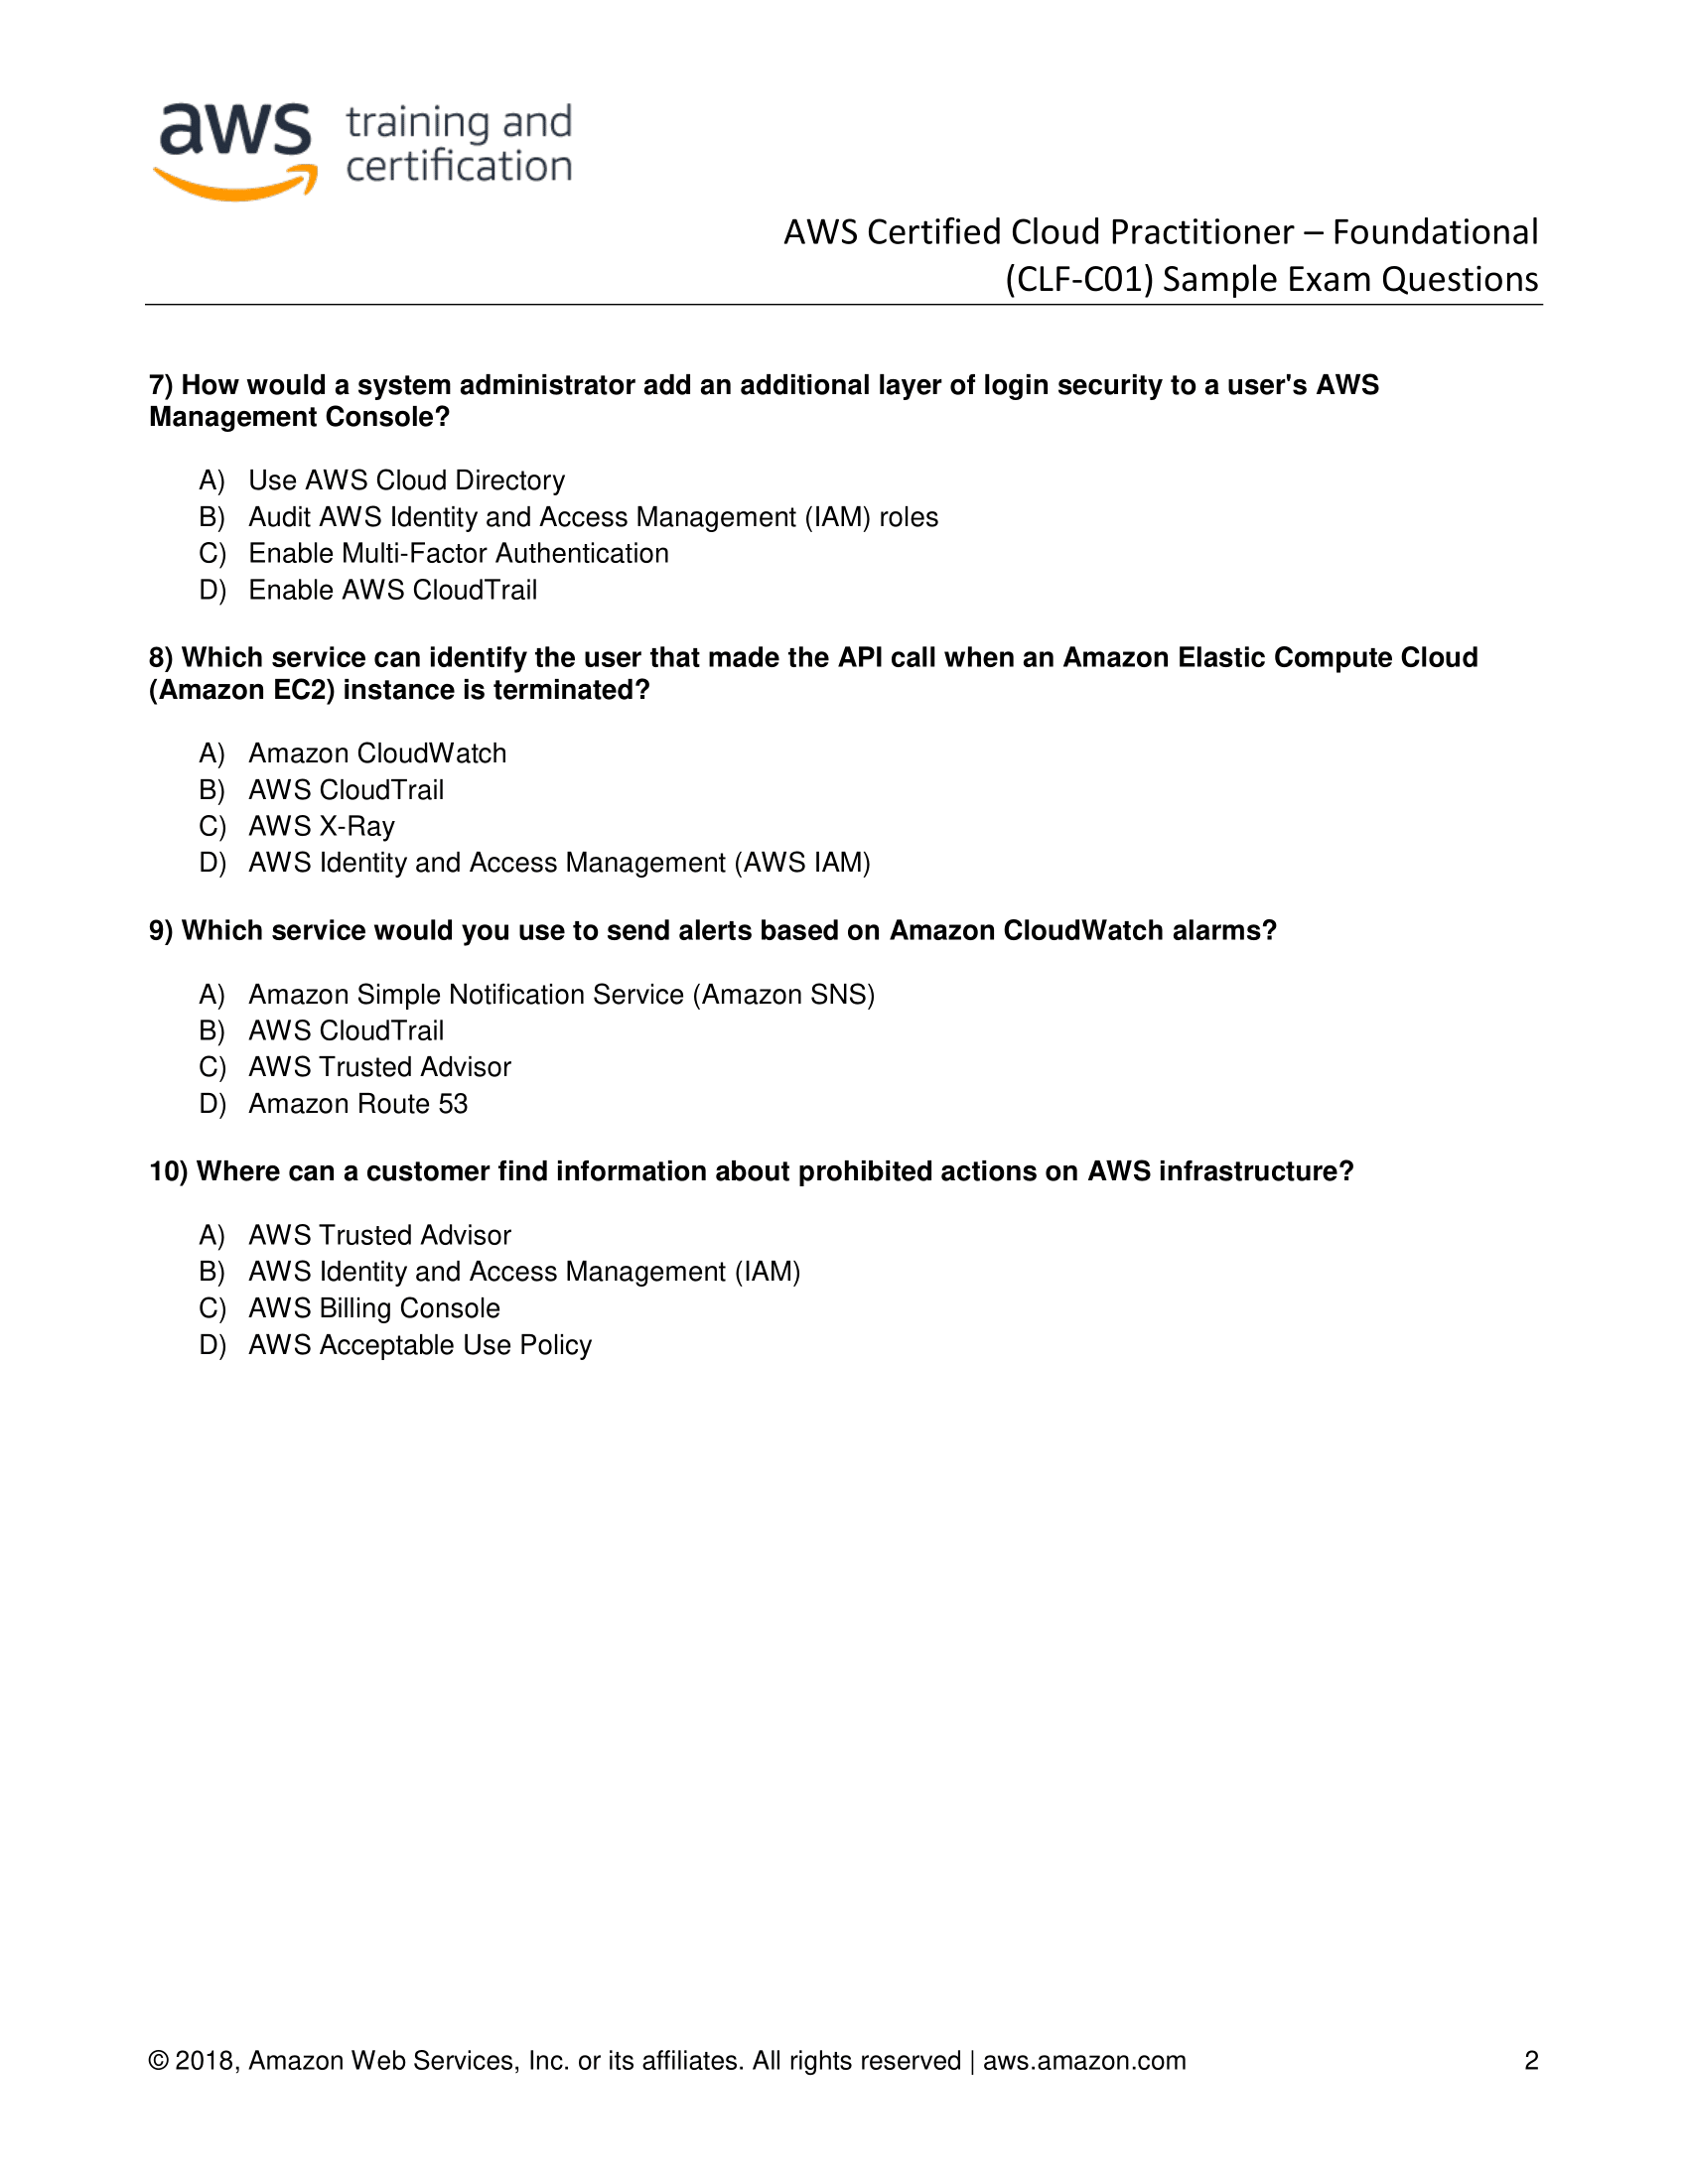 aws training and
certification
AWS Certified Cloud Practitioner – Foundational
(CLF-C01) Sample Exam Questions
7) How would a system administrator add an additional layer of login security to a user's AWS
Management Console?
A) Use AWS Cloud Directory
B) Audit AWS Identity and Access Management (IAM) roles
C) Enable Multi-Factor Authentication
D) Enable AWS CloudTrail
8) Which service can identify the user that made the API call when an Amazon Elastic Compute Cloud
(Amazon EC2) instance is terminated?
A) Amazon CloudWatch
B) AWS CloudTrail
C) AWS X-Ray
D) AWS Identity and Access Management (AWS IAM)
9) Which service would you use to send alerts based on Amazon CloudWatch alarms?
A) Amazon Simple Notification Service (Amazon SNS)
B) AWS CloudTrail
C) AWS Trusted Advisor
D) Amazon Route 53
10) Where can a customer find information about prohibited actions on AWS infrastructure?
A) AWS Trusted Advisor
B) AWS Identity and Access Management (IAM)
C) AWS Billing Console
D) AWS Acceptable Use Policy
© 2018, Amazon Web Services, Inc. or its affiliates. All rights reserved | aws.amazon.com 2